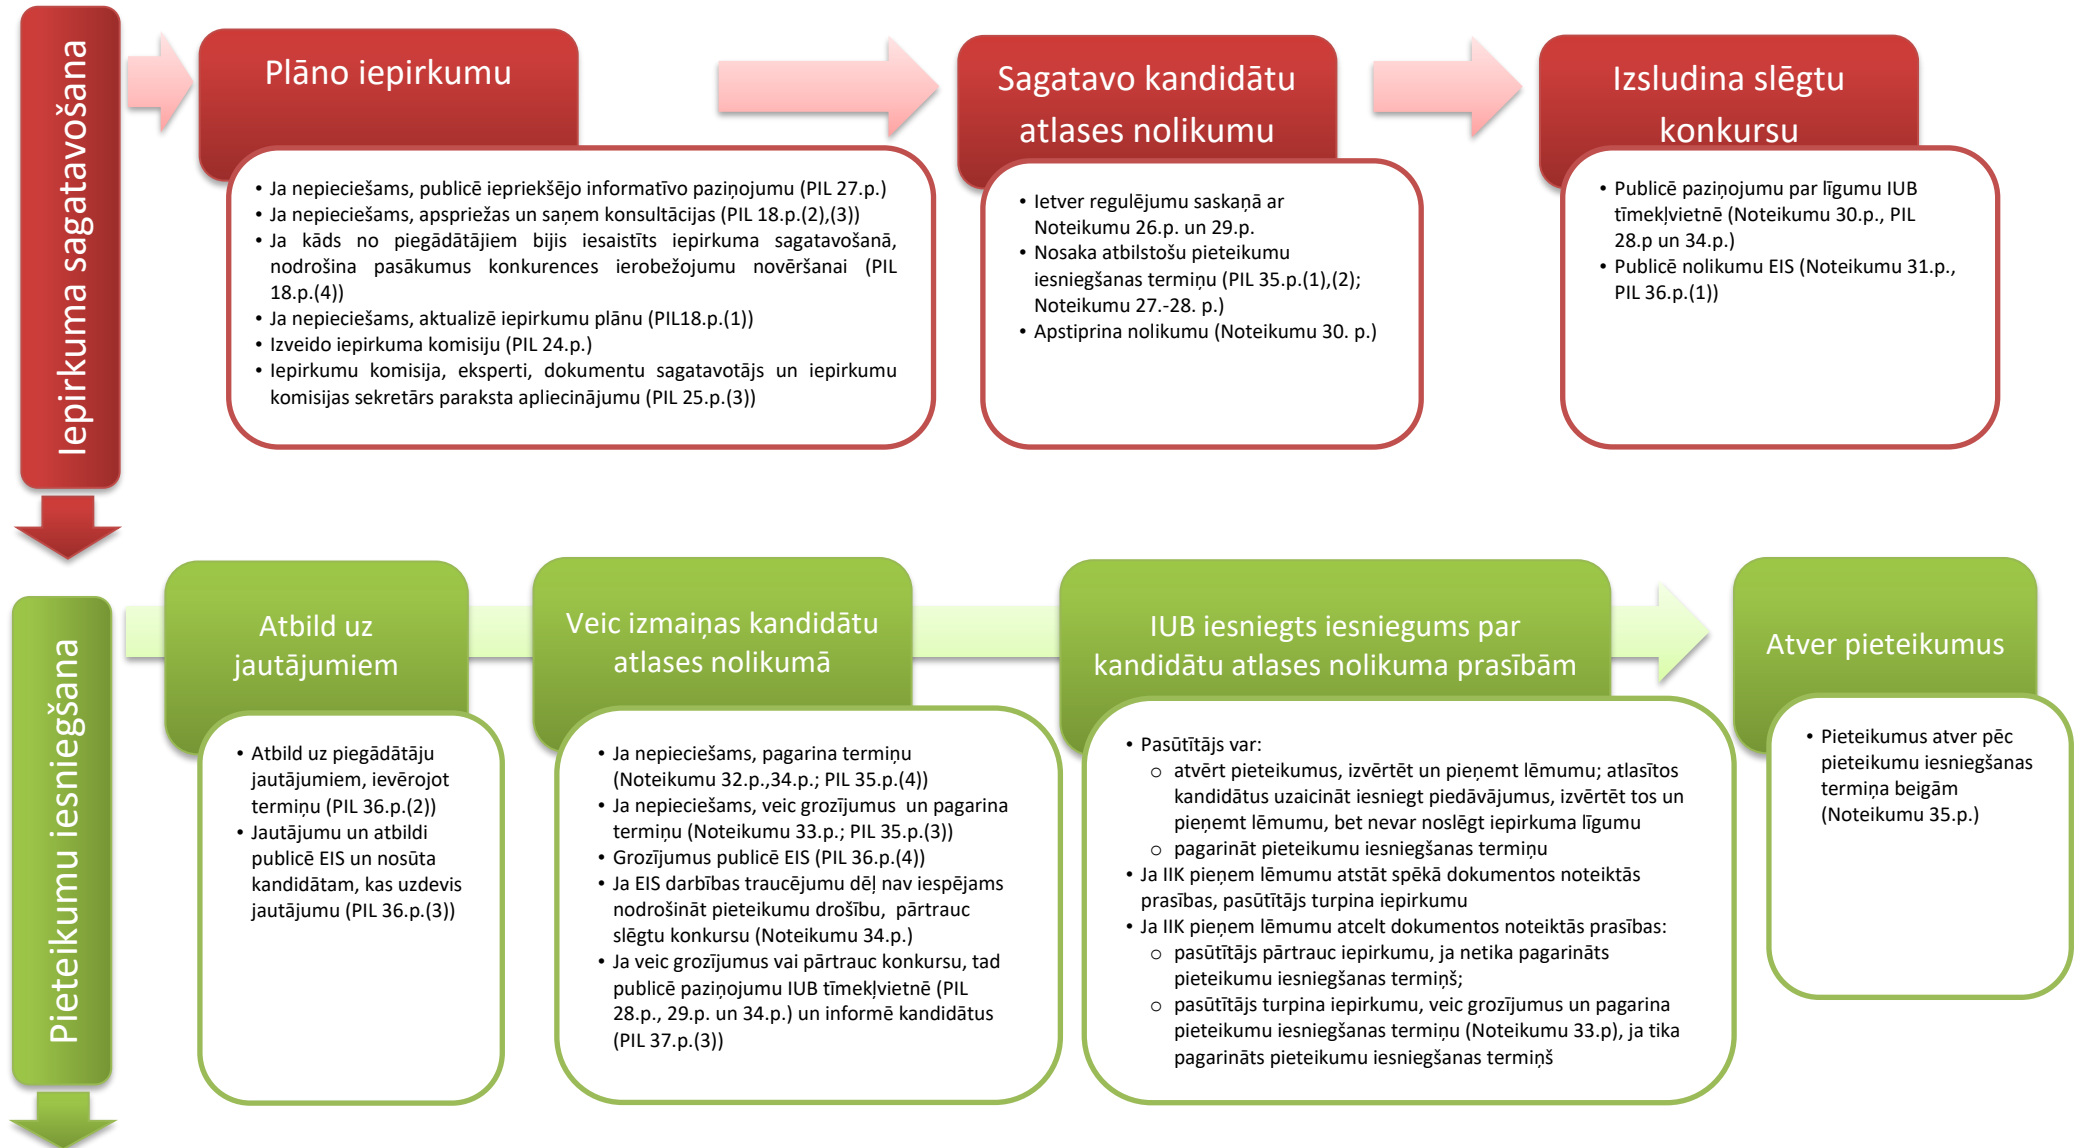 Iepirkuma sagatavošana
Plāno iepirkumu
• Ja nepieciešams, publicē iepriekšējo informatīvo paziņojumu (PIL 27.p.)
• Ja nepieciešams, apspriežas un saņem konsultācijas (PIL 18.p.(2),(3))
• Ja kāds no piegādātājiem bijis iesaistīts iepirkuma sagatavošanā,
nodrošina pasākumus konkurences ierobežojumu novēršanai (PIL
18.p.(4))
• Ja nepieciešams, aktualizē iepirkumu plānu (PIL18.p.(1))
• Izveido iepirkuma komisiju (PIL 24.p.)
• Iepirkumu komisija, eksperti, dokumentu sagatavotājs un iepirkumu
komisijas sekretārs paraksta apliecinājumu (PIL 25.p.(3))
Sagatavo kandidātu
atlases nolikumu
• Ietver regulējumu saskaņā ar
Noteikumu 26.p. un 29.p.
• Nosaka atbilstošu pieteikumu
iesniegšanas termiņu (PIL 35.p.(1),(2);
Noteikumu 27.-28. p.)
• Apstiprina nolikumu (Noteikumu 30. p.)
Izsludina slēgtu
konkursu
• Publicē paziņojumu par līgumu IUB
tīmekļvietnē (Noteikumu 30.p., PIL
28.p un 34.p.)
• Publicē nolikumu EIS (Noteikumu 31.p.,
PIL 36.p.(1))
Pieteikumu iesniegšana
Atbild uz
jautājumiem
• Atbild uz piegādātāju
jautājumiem, ievērojot
termiņu (PIL 36.p.(2))
• Jautājumu un atbildi
publicē EIS un nosūta
kandidātam, kas uzdevis
jautājumu (PIL 36.p.(3))
Veic izmaiņas kandidātu
atlases nolikumā
• Ja nepieciešams, pagarina termiņu
(Noteikumu 32.p.,34.p.; PIL 35.p.(4))
• Ja nepieciešams, veic grozījumus un pagarina
termiņu (Noteikumu 33.p.; PIL 35.p.(3))
• Grozījumus publicē EIS (PIL 36.p.(4))
• Ja EIS darbības traucējumu dēļ nav iespējams
nodrošināt pieteikumu drošību, pārtrauc
slēgtu konkursu (Noteikumu 34.p.)
• Ja veic grozījumus vai pārtrauc konkursu, tad
publicē paziņojumu IUB tīmekļvietnē (PIL
28.p., 29.p. un 34.p.) un informē kandidātus
(PIL 37.p.(3))
IUB iesniegts iesniegums par
kandidātu atlases nolikuma prasībām
• Pasūtītājs var:
o atvērt pieteikumus, izvērtēt un pieņemt lēmumu; atlasītos
kandidātus uzaicināt iesniegt piedāvājumus, izvērtēt tos un
pieņemt lēmumu, bet nevar noslēgt iepirkuma līgumu
o pagarināt pieteikumu iesniegšanas termiņu
• Ja IIK pieņem lēmumu atstāt spēkā dokumentos noteiktās
prasības, pasūtītājs turpina iepirkumu
• Ja IIK pieņem lēmumu atcelt dokumentos noteiktās prasības:
o pasūtītājs pārtrauc iepirkumu, ja netika pagarināts
pieteikumu iesniegšanas termiņš;
o pasūtītājs turpina iepirkumu, veic grozījumus un pagarina
pieteikumu iesniegšanas termiņu (Noteikumu 33.p), ja tika
pagarināts pieteikumu iesniegšanas termiņš
Atver pieteikumus
• Pieteikumus atver pēc
pieteikumu iesniegšanas
termiņa beigām
(Noteikumu 35.p.)